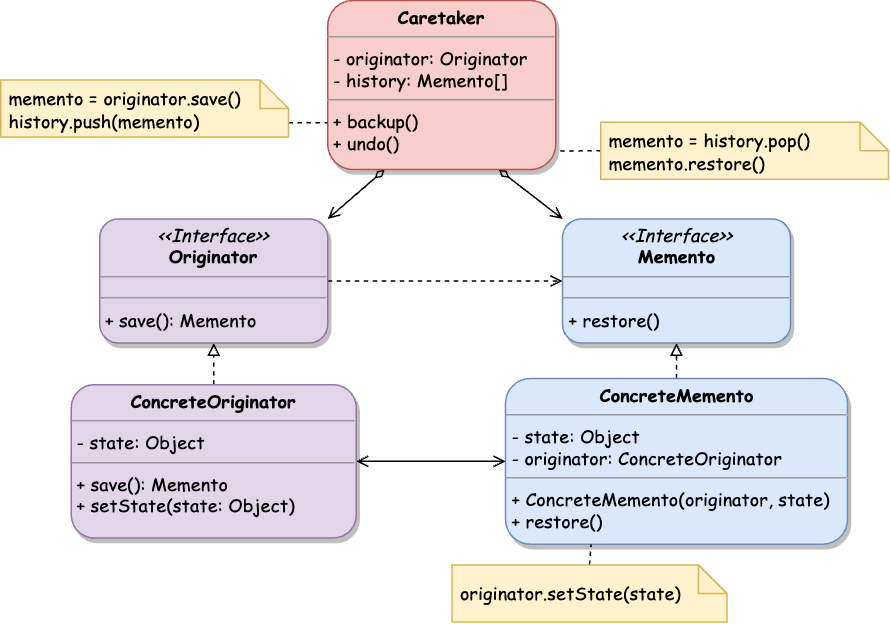 Caretaker
- originator: Originator
- history: Memento[]
+ backup()
+ undo()
memento = originator.save()
history.push(memento)
memento = history.pop()
memento.restore()
<<Interface>>
Originator
+ save(): Memento
<<Interface>>
Memento
+ restore()
ConcreteOriginator
- state: Object
+ save(): Memento
+ setState(state: Object)
ConcreteMemento
- state: Object
- originator: ConcreteOriginator
+ ConcreteMemento(originator, state)
+ restore()
originator.setState(state)